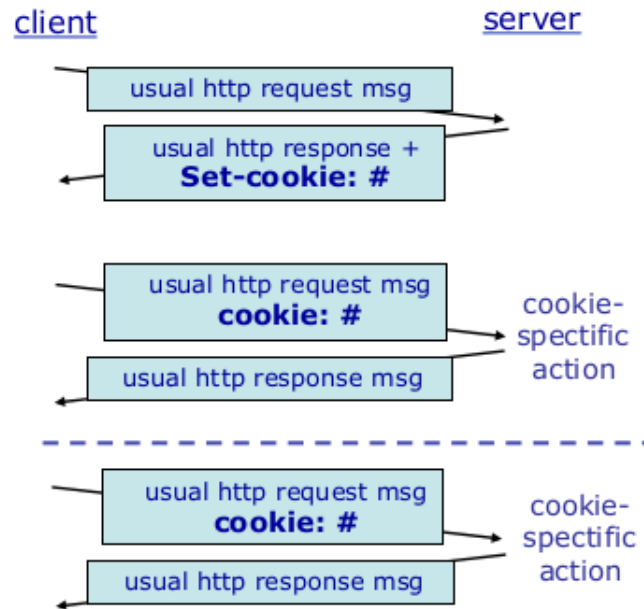 client
server
usual http request msg
usual http response +
Set-cookie: #
usual http request msg
cookie: #
cookie-
spectific
action
usual http response msg
usual http request msg
cookie: #
cookie-
spectific
action
usual http response msg